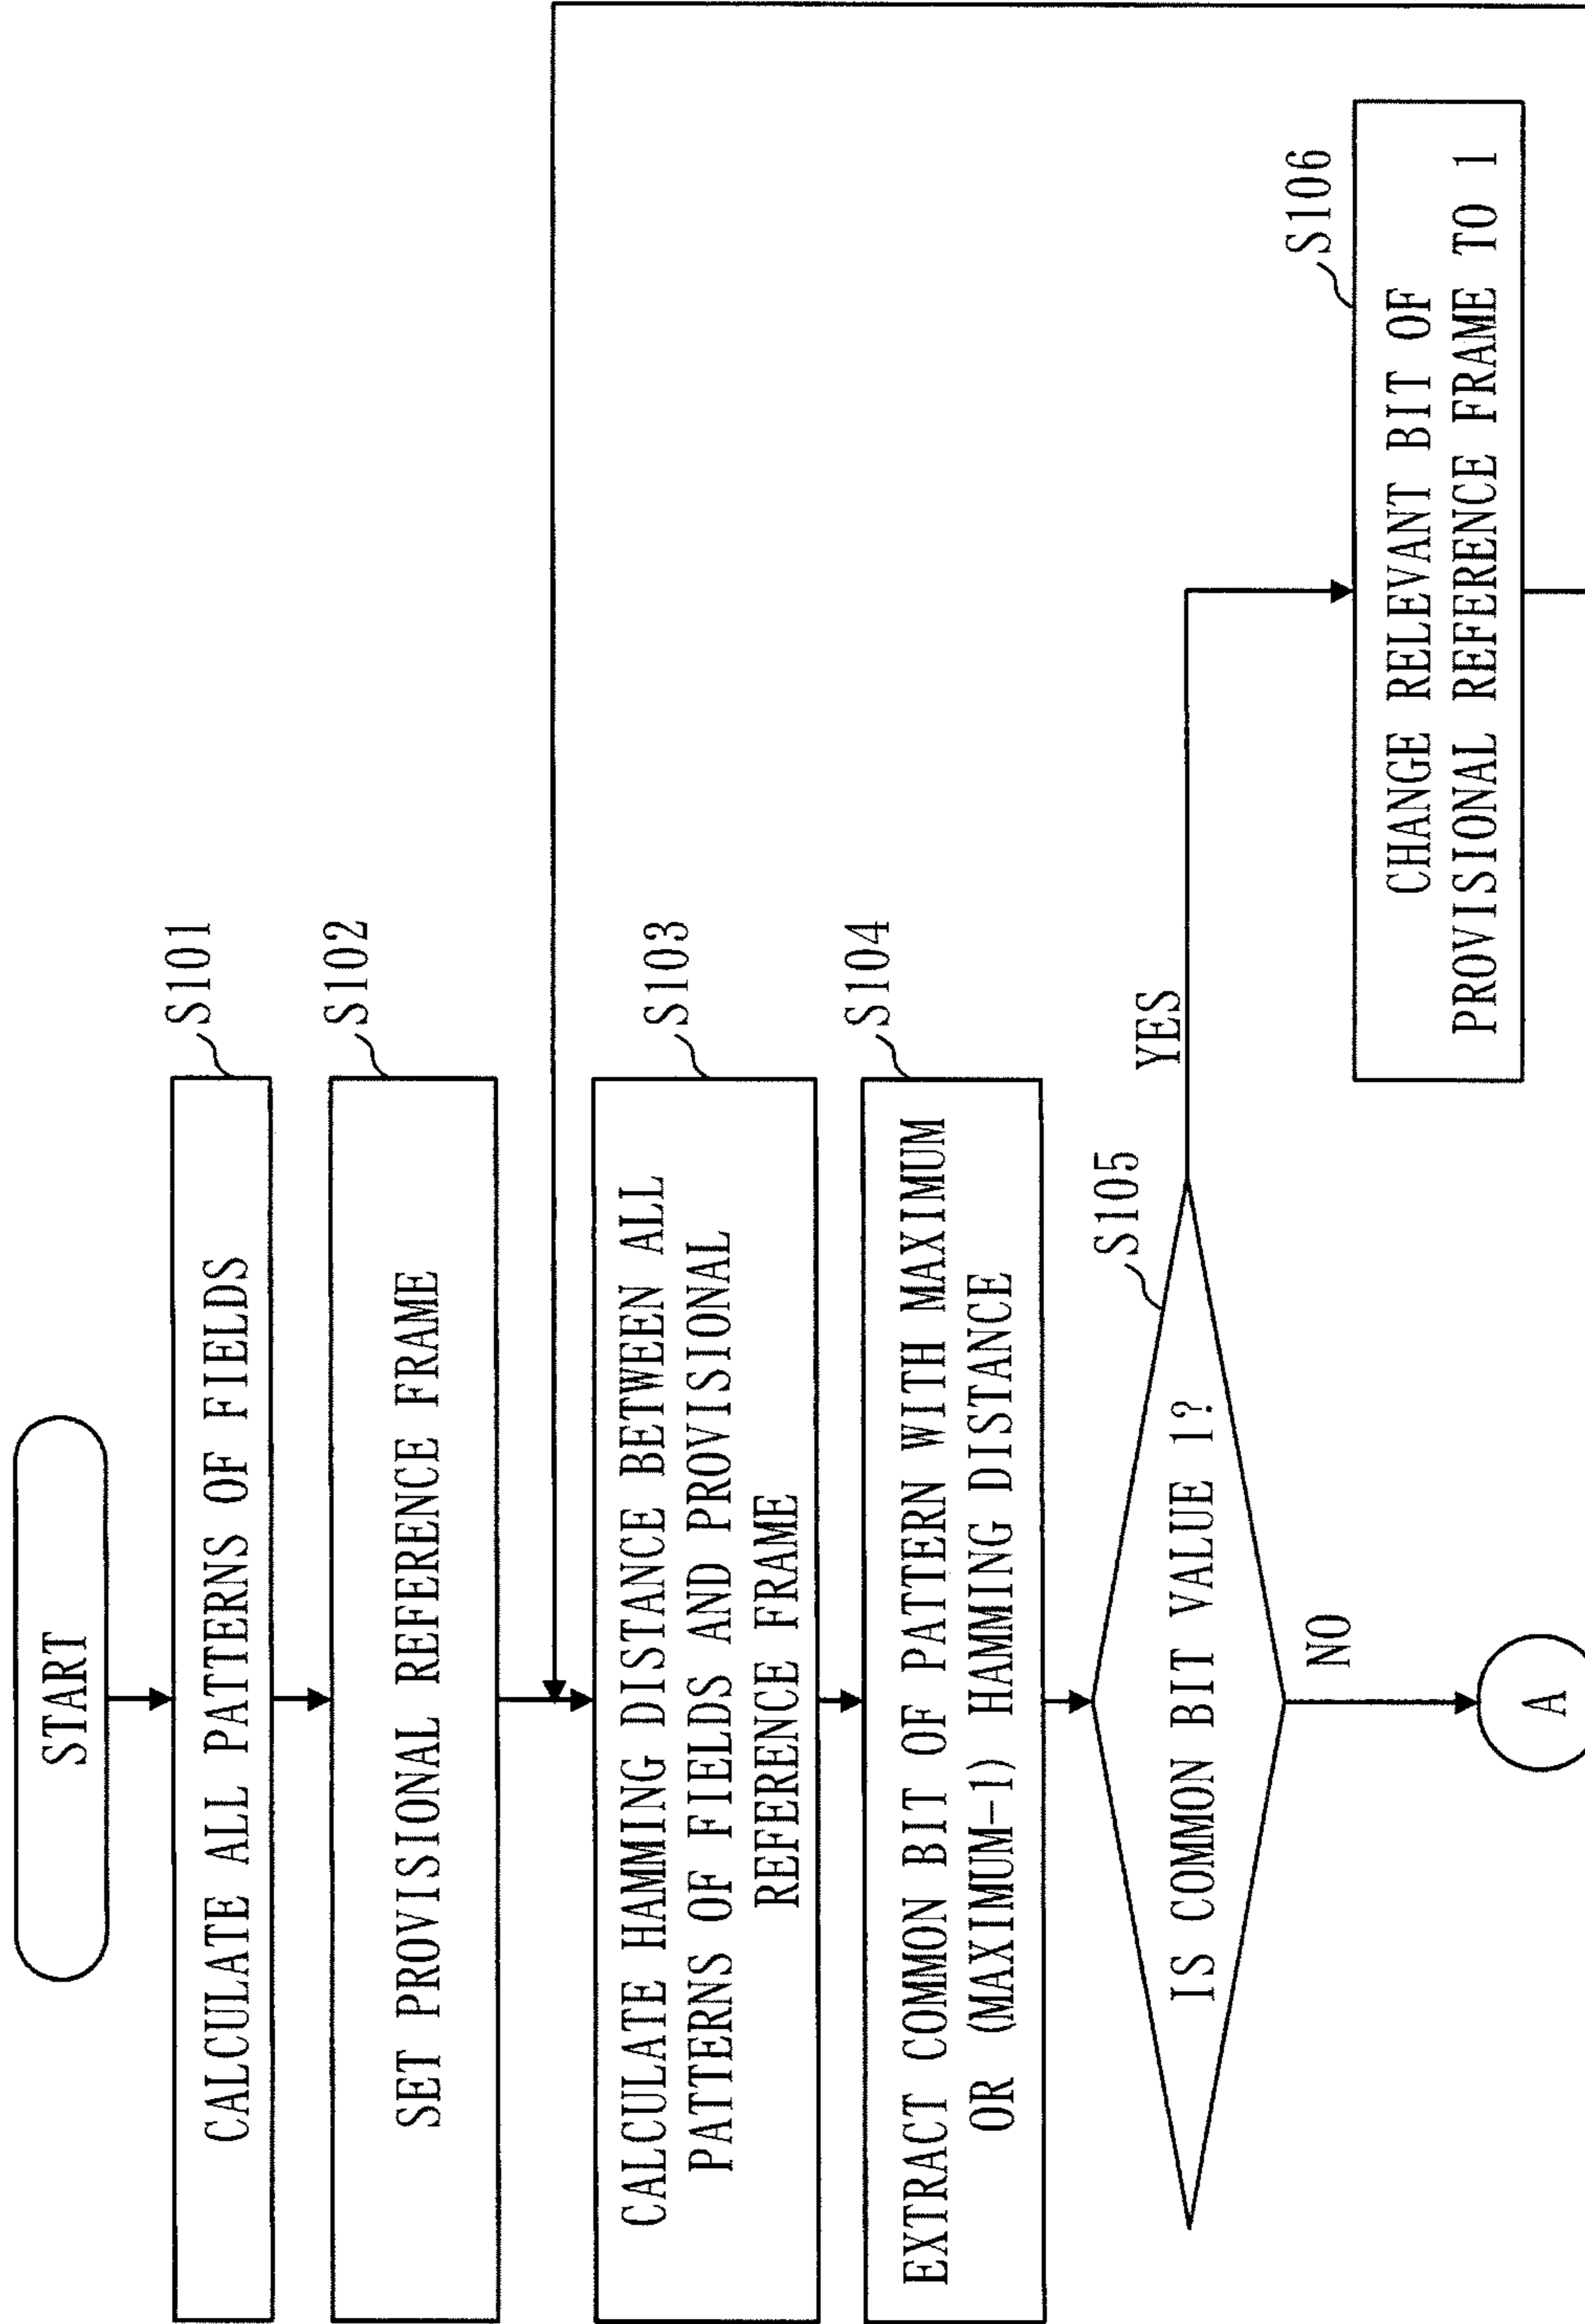 START
S101
CALCULATE ALL PATTERNS OF FIELDS
S102
SET PROVISIONAL REFERENCE FRAME
S103
CALCULATE HAMMING DISTANCE BETWEEN ALL
PATTERNS OF FIELDS AND PROVISIONAL
REFERENCE FRAME
S104
EXTRACT COMMON BIT OF PATTERN WITH MAXIMUM
OR (MAXIMUM-1) HAMMING DISTANCE
S105
IS COMMON BIT VALUE 1?
YES
NO
S106
CHANGE RELEVANT BIT OF
PROVISIONAL REFERENCE FRAME TO 1
A